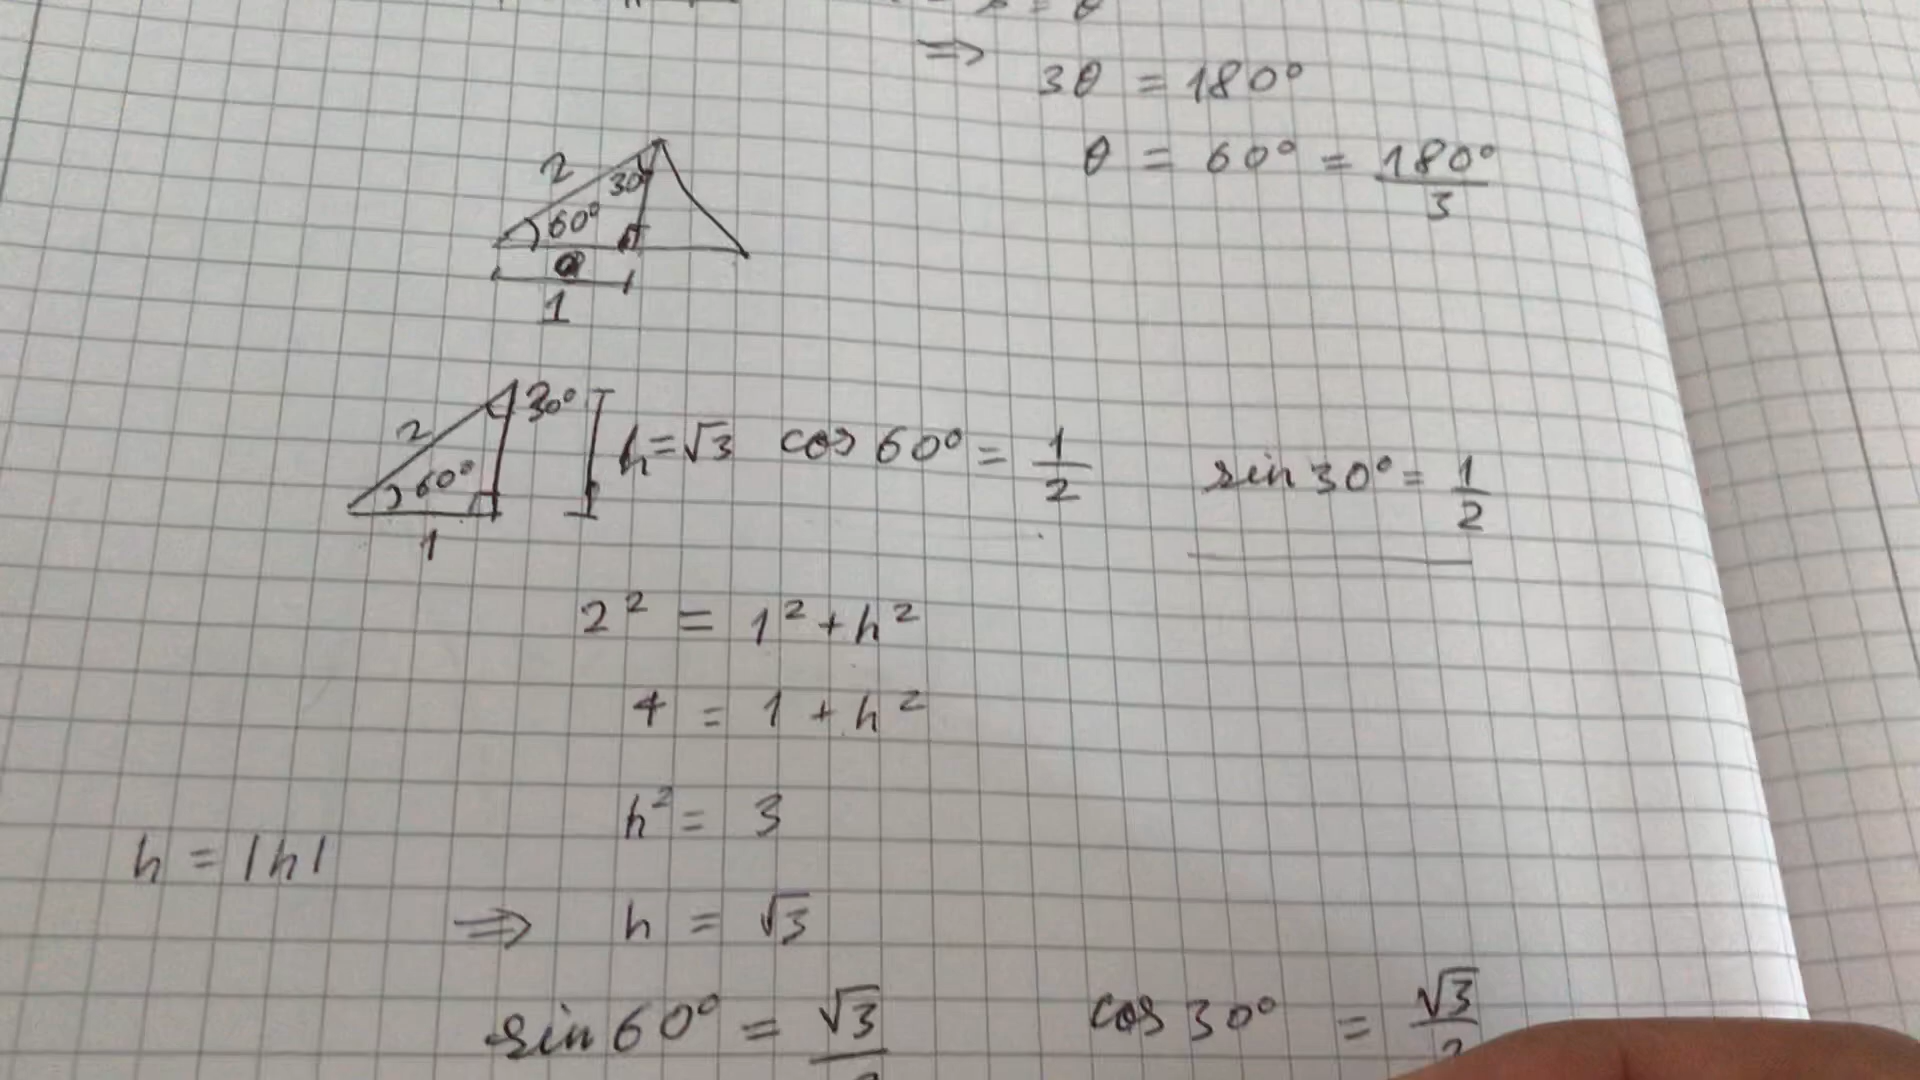 ⇒ 3θ = 180°
θ = 60° = 180°/3
2
30
60°
1
2
30°
60°
1
h=√3 cos 60° = 1/2 sin 30° = 1/2
2² = 1² + h²
4 = 1 + h²
h² = 3
h = |h|
⇒ h = √3
sin 60° = √3/
cos 30° = √3/2